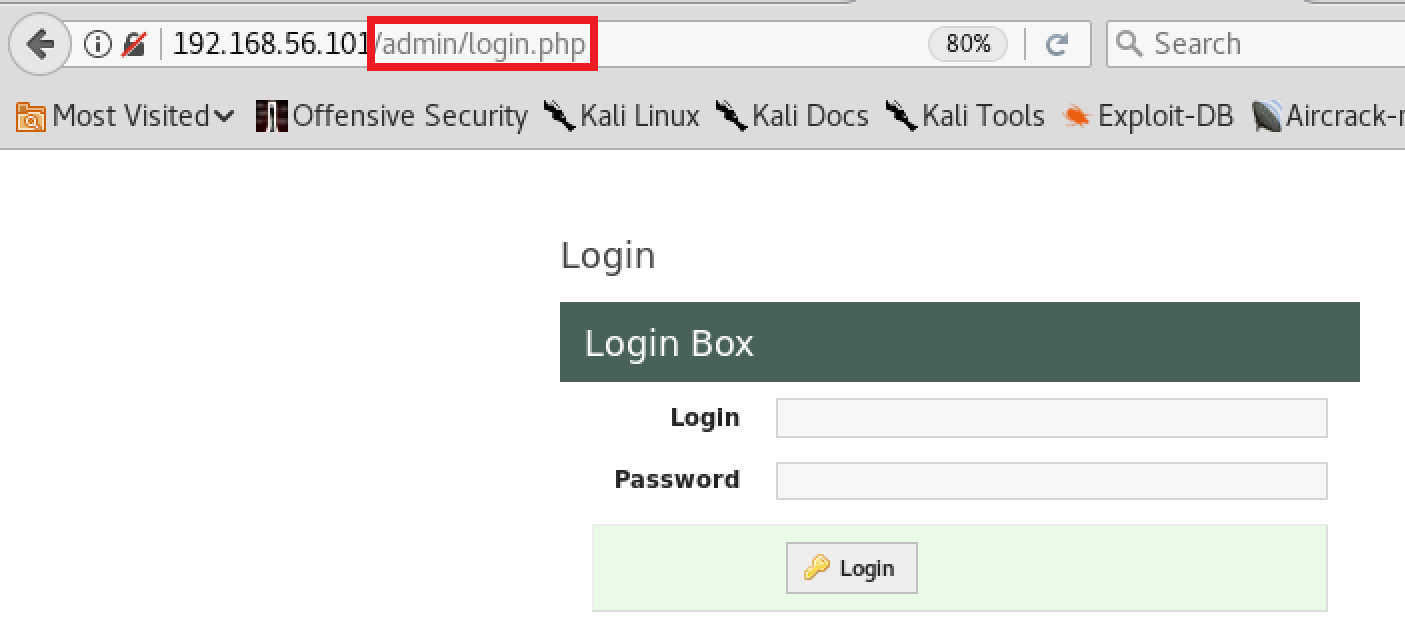 192.168.56.101/admin/login.php 80% Search
Most Visited Offensive Security Kali Linux Kali Docs Kali Tools Exploit-DB Aircrack-
Login
Login Box
Login
Password
Login